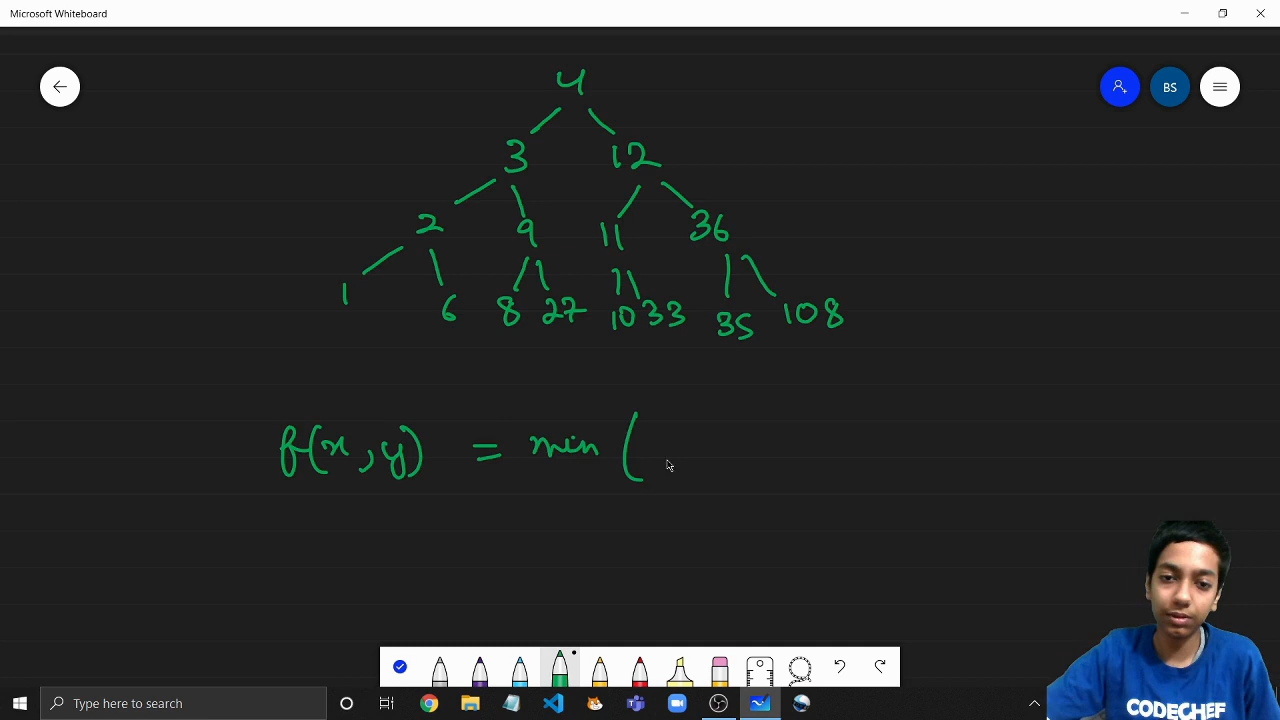 Microsoft Whiteboard
BS
4
3 12
2 9 11 36
1 6 8 27 10 33 35 108
f(x,y) = min (
CODECHEF
Type here to search